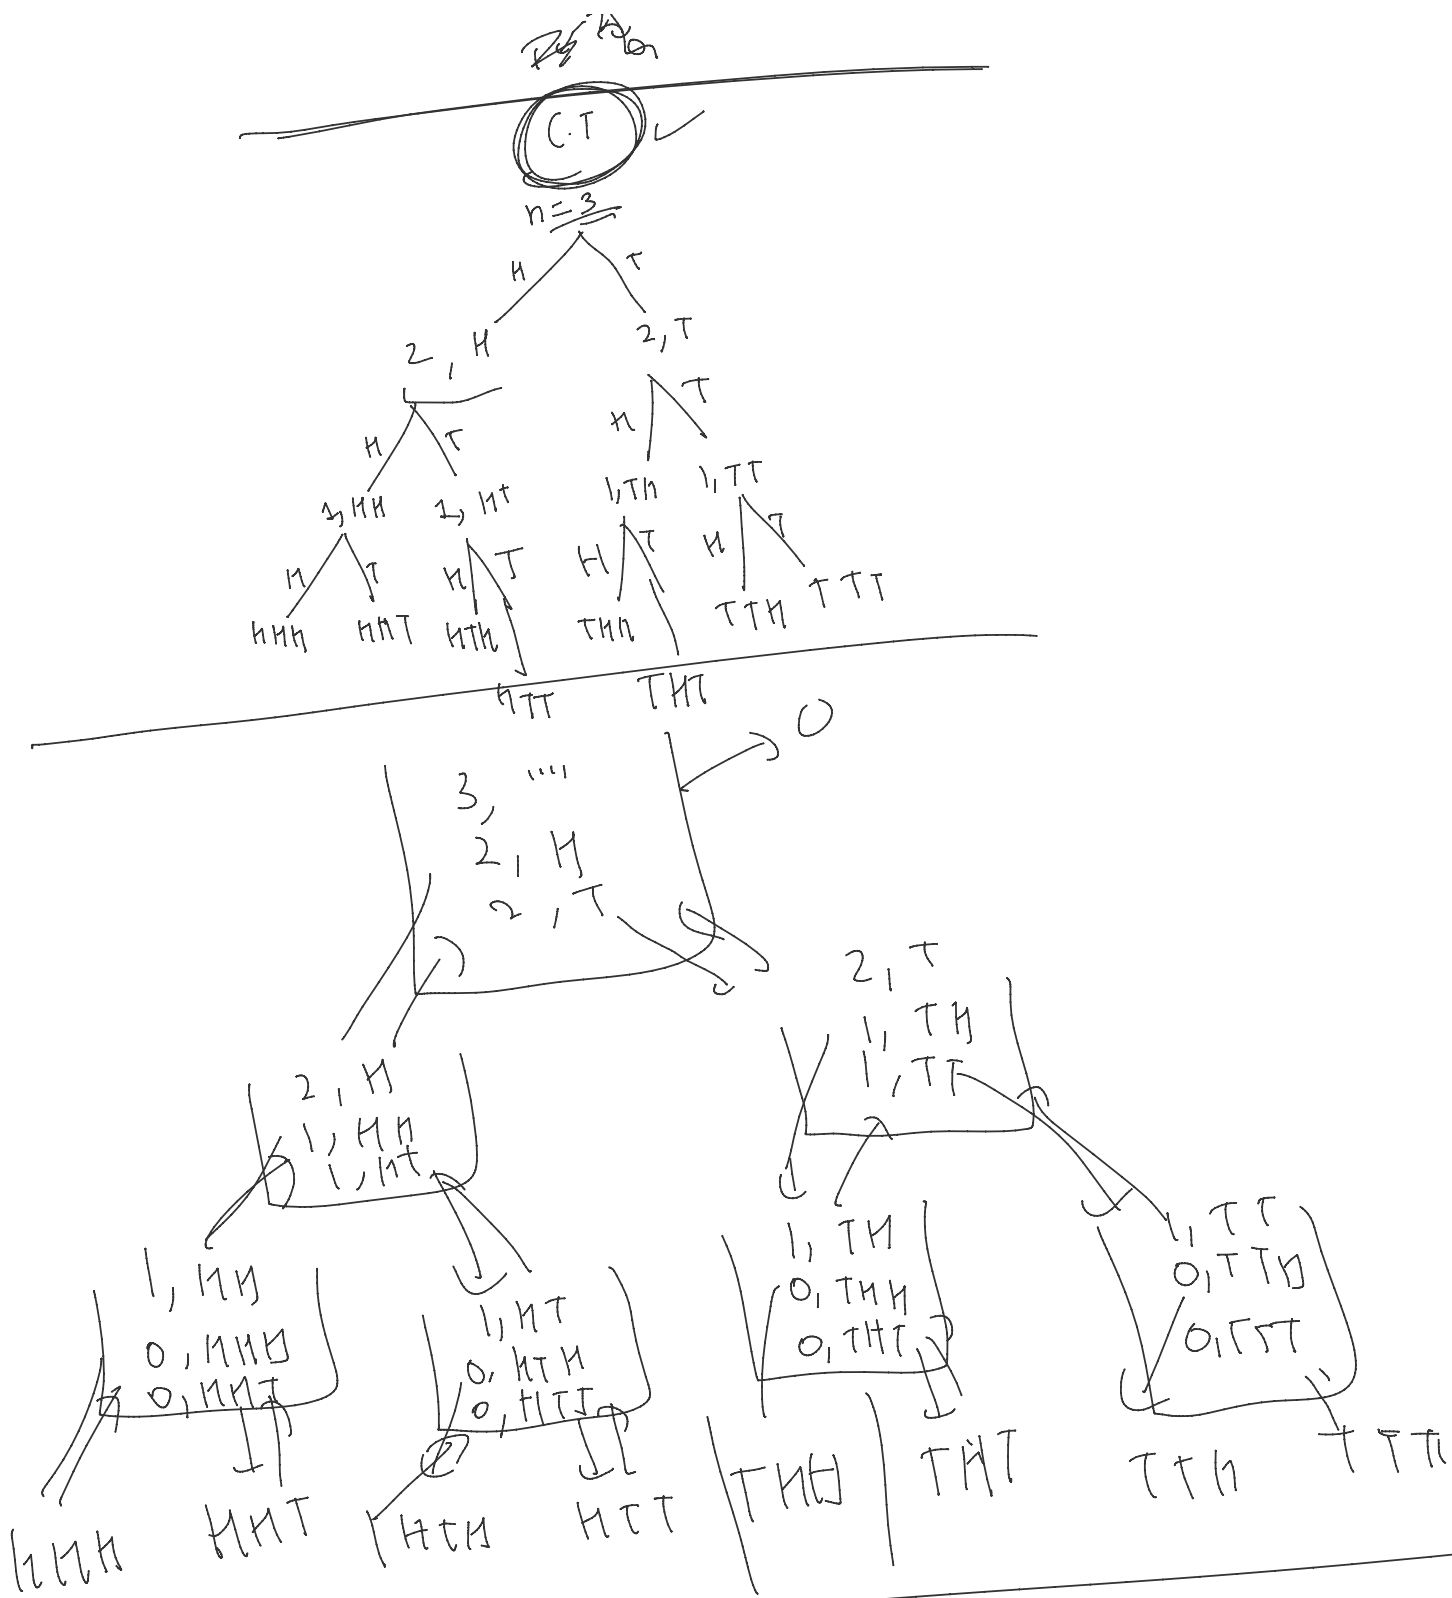 C.T
n=3
H T
2, H 2, T
H T H T
1, HH 1, HT 1, TH 1, TT
H T H T H T H T
HHH HHT HTH THH TTH TTT
HTT THT
0
3, ""
2, H
2, T
2, T
1, TH
1, TT
2, H
1, HH
1, HT
1, HH
0, HHH
0, HHT
1, HT
0, HTH
0, HTT
1, TH
0, THH
0, THT
1, TT
0, TTH
0, TTT
HHH HHT HTH HTT THH THT TTH TTT